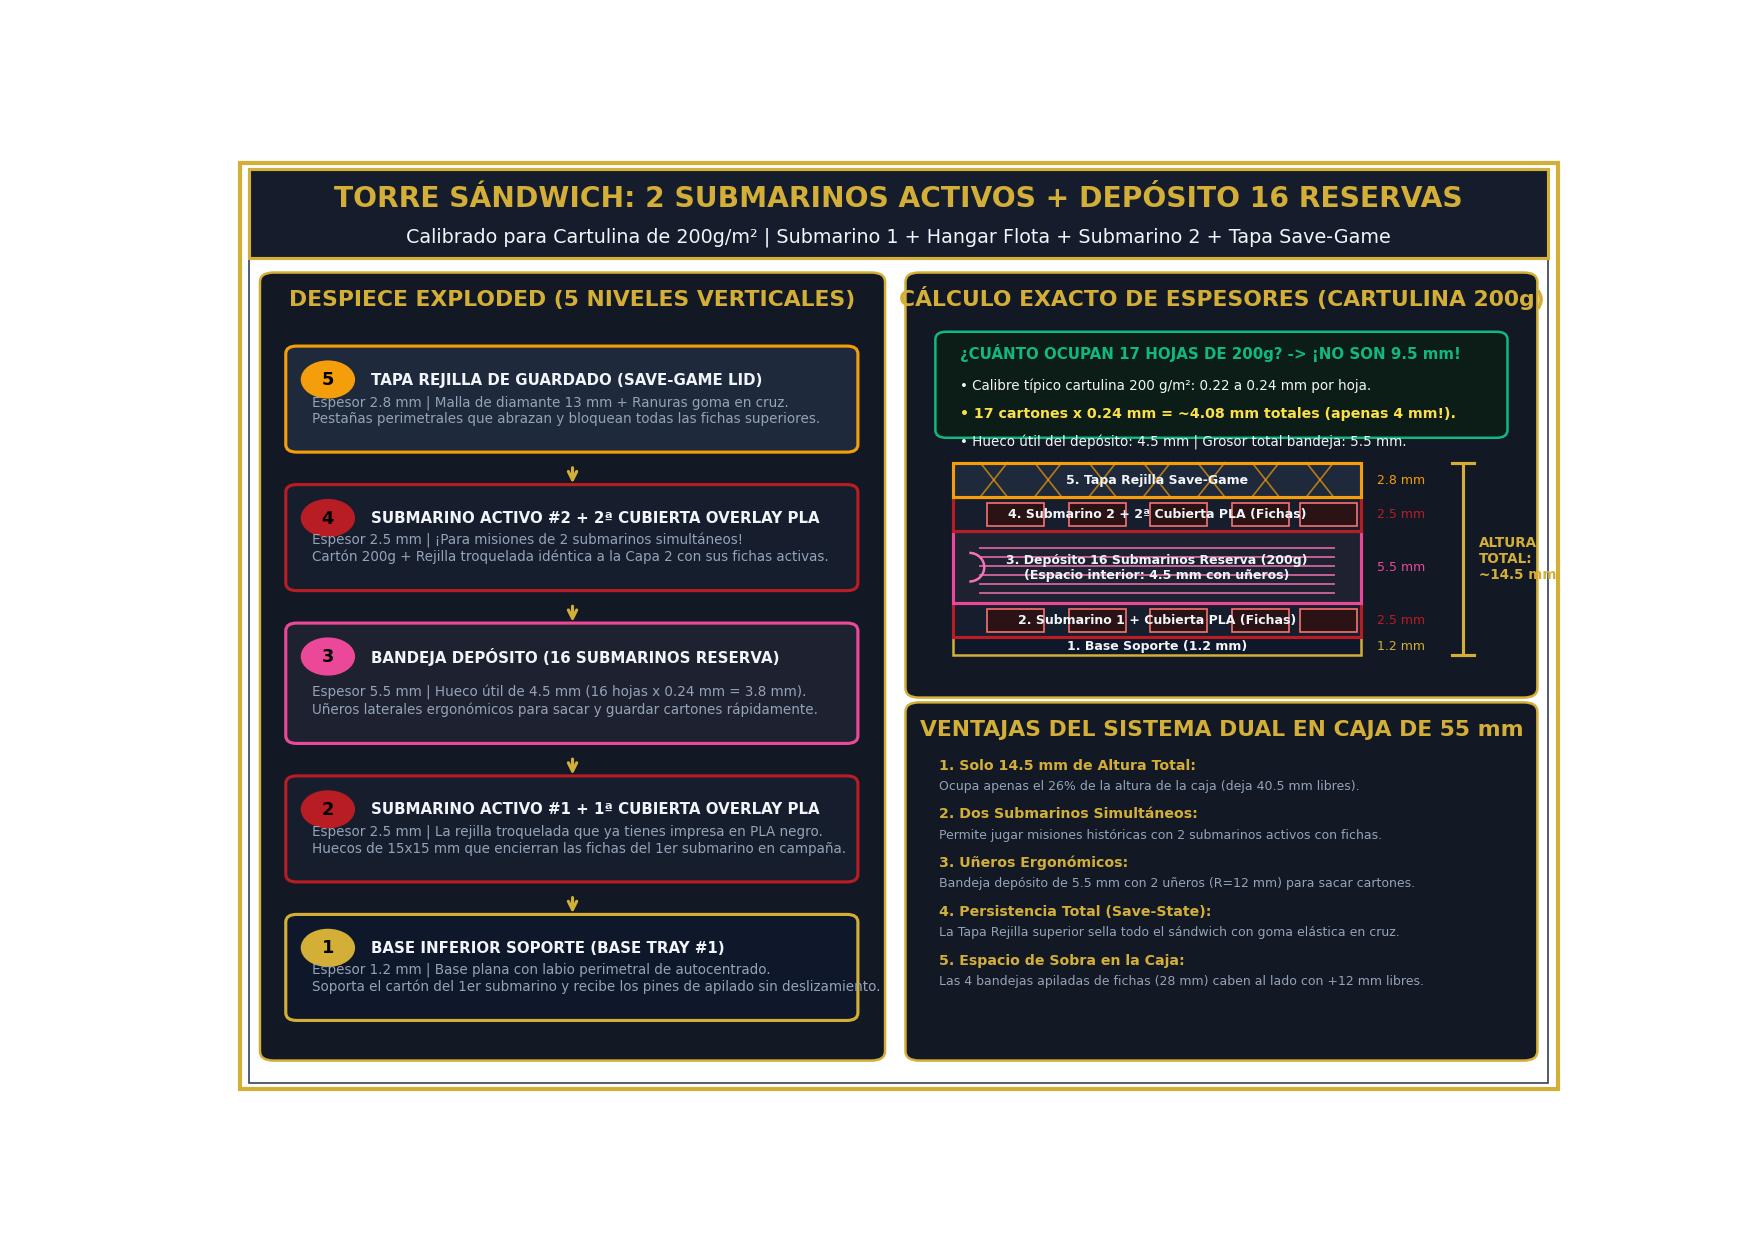 TORRE SÁNDWICH: 2 SUBMARINOS ACTIVOS + DEPÓSITO 16 RESERVAS
Calibrado para Cartulina de 200g/m² | Submarino 1 + Hangar Flota + Submarino 2 + Tapa Save-Game
DESPIECE EXPLODED (5 NIVELES VERTICALES)
5
TAPA REJILLA DE GUARDADO (SAVE-GAME LID)
Espesor 2.8 mm | Malla de diamante 13 mm + Ranuras goma en cruz.
Pestañas perimetrales que abrazan y bloquean todas las fichas superiores.
4
SUBMARINO ACTIVO #2 + 2ª CUBIERTA OVERLAY PLA
Espesor 2.5 mm | ¡Para misiones de 2 submarinos simultáneos!
Cartón 200g + Rejilla troquelada idéntica a la Capa 2 con sus fichas activas.
3
BANDEJA DEPÓSITO (16 SUBMARINOS RESERVA)
Espesor 5.5 mm | Hueco útil de 4.5 mm (16 hojas x 0.24 mm = 3.8 mm).
Uñeros laterales ergonómicos para sacar y guardar cartones rápidamente.
2
SUBMARINO ACTIVO #1 + 1ª CUBIERTA OVERLAY PLA
Espesor 2.5 mm | La rejilla troquelada que ya tienes impresa en PLA negro.
Huecos de 15x15 mm que encierran las fichas del 1er submarino en campaña.
1
BASE INFERIOR SOPORTE (BASE TRAY #1)
Espesor 1.2 mm | Base plana con labio perimetral de autocentrado.
Soporta el cartón del 1er submarino y recibe los pines de apilado sin deslizamiento.
CÁLCULO EXACTO DE ESPESORES (CARTULINA 200g)
¿CUÁNTO OCUPAN 17 HOJAS DE 200g? -> ¡NO SON 9.5 mm!
• Calibre típico cartulina 200 g/m²: 0.22 a 0.24 mm por hoja.
• 17 cartones x 0.24 mm = ~4.08 mm totales (apenas 4 mm!).
• Hueco útil del depósito: 4.5 mm | Grosor total bandeja: 5.5 mm.
5. Tapa Rejilla Save-Game
2.8 mm
4. Submarino 2 + 2ª Cubierta PLA (Fichas)
2.5 mm
3. Depósito 16 Submarinos Reserva (200g)
(Espacio interior: 4.5 mm con uñeros)
5.5 mm
2. Submarino 1 + Cubierta PLA (Fichas)
2.5 mm
1. Base Soporte (1.2 mm)
1.2 mm
ALTURA
TOTAL:
~14.5 mm
VENTAJAS DEL SISTEMA DUAL EN CAJA DE 55 mm
1. Solo 14.5 mm de Altura Total:
Ocupa apenas el 26% de la altura de la caja (deja 40.5 mm libres).
2. Dos Submarinos Simultáneos:
Permite jugar misiones históricas con 2 submarinos activos con fichas.
3. Uñeros Ergonómicos:
Bandeja depósito de 5.5 mm con 2 uñeros (R=12 mm) para sacar cartones.
4. Persistencia Total (Save-State):
La Tapa Rejilla superior sella todo el sándwich con goma elástica en cruz.
5. Espacio de Sobra en la Caja:
Las 4 bandejas apiladas de fichas (28 mm) caben al lado con +12 mm libres.